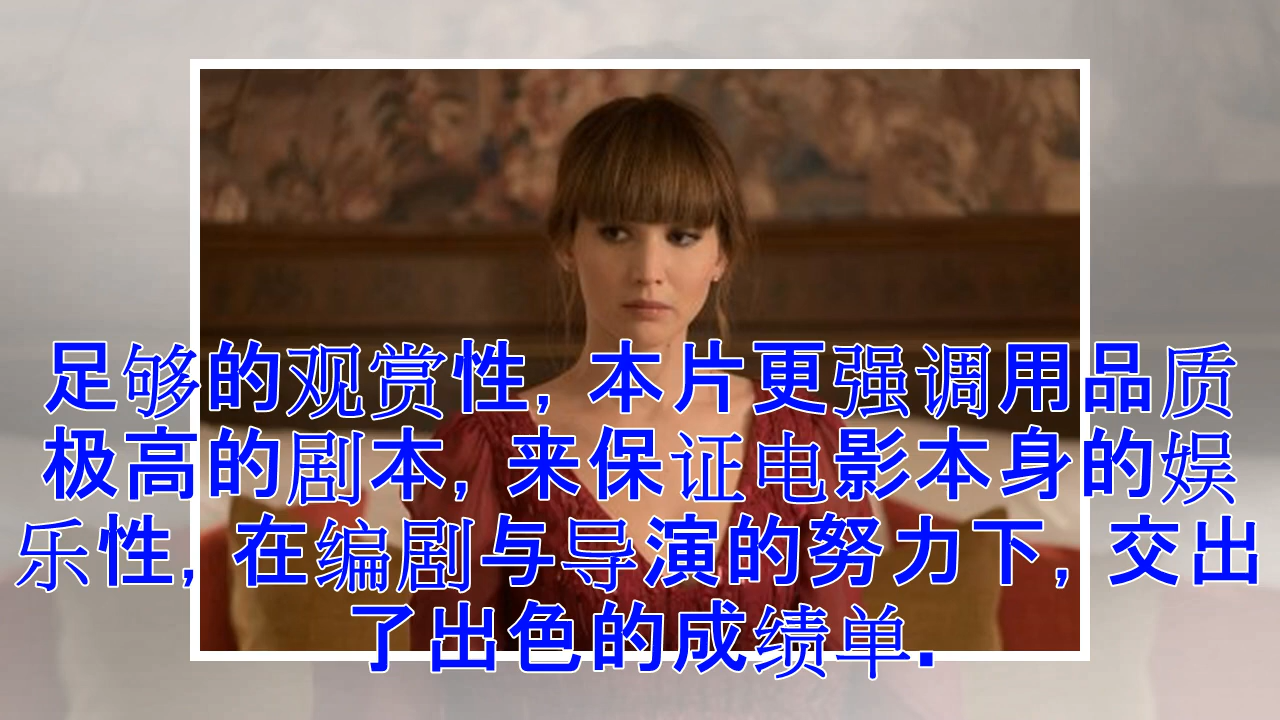 足够的观赏性, 本片更强调用品质
极高的剧本, 来保证电影本身的娱
乐性, 在编剧与导演的努力下, 交出
了出色的成绩单.